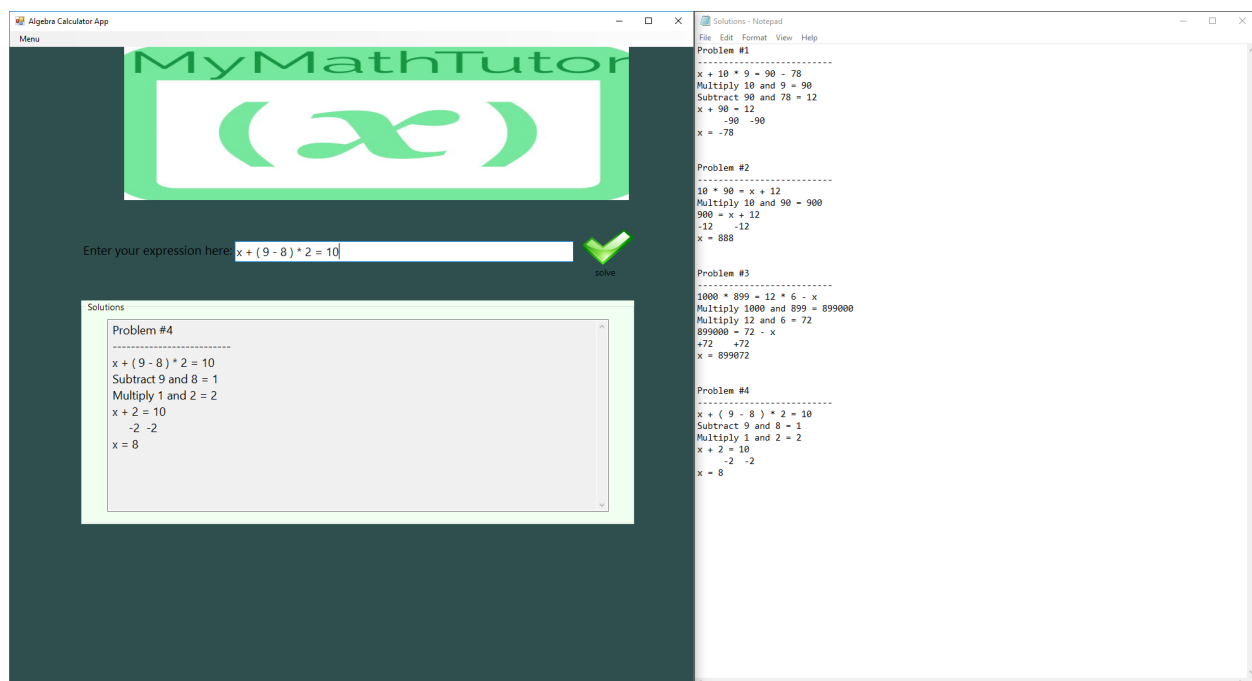 Algebra Calculator App
Menu
MyMathTutor
(x)
Enter your expression here: x + ( 9 - 8 ) * 2 = 10
solve
Solutions
Problem #4
--------------------------
x + ( 9 - 8 ) * 2 = 10
Subtract 9 and 8 = 1
Multiply 1 and 2 = 2
x + 2 = 10
-2 -2
x = 8
Solutions - Notepad
File Edit Format View Help
Problem #1
--------------------------
x + 10 * 9 = 90 - 78
Multiply 10 and 9 = 90
Subtract 90 and 78 = 12
x + 90 = 12
-90 -90
x = -78
Problem #2
--------------------------
10 * 90 = x + 12
Multiply 10 and 90 = 900
900 = x + 12
-12 -12
x = 888
Problem #3
--------------------------
1000 * 899 = 12 * 6 - x
Multiply 1000 and 899 = 899000
Multiply 12 and 6 = 72
899000 = 72 - x
+72 +72
x = 899072
Problem #4
--------------------------
x + ( 9 - 8 ) * 2 = 10
Subtract 9 and 8 = 1
Multiply 1 and 2 = 2
x + 2 = 10
-2 -2
x = 8